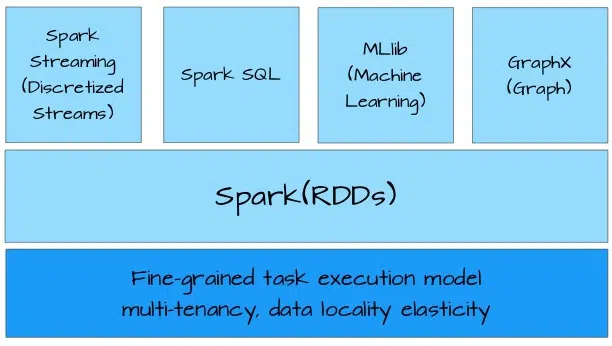 Spark
Streaming
(Discretized
Streams)
Spark SQL
MLlib
(Machine
Learning)
GraphX
(Graph)
Spark(RDDs)
Fine-grained task execution model
multi-tenancy, data locality elasticity